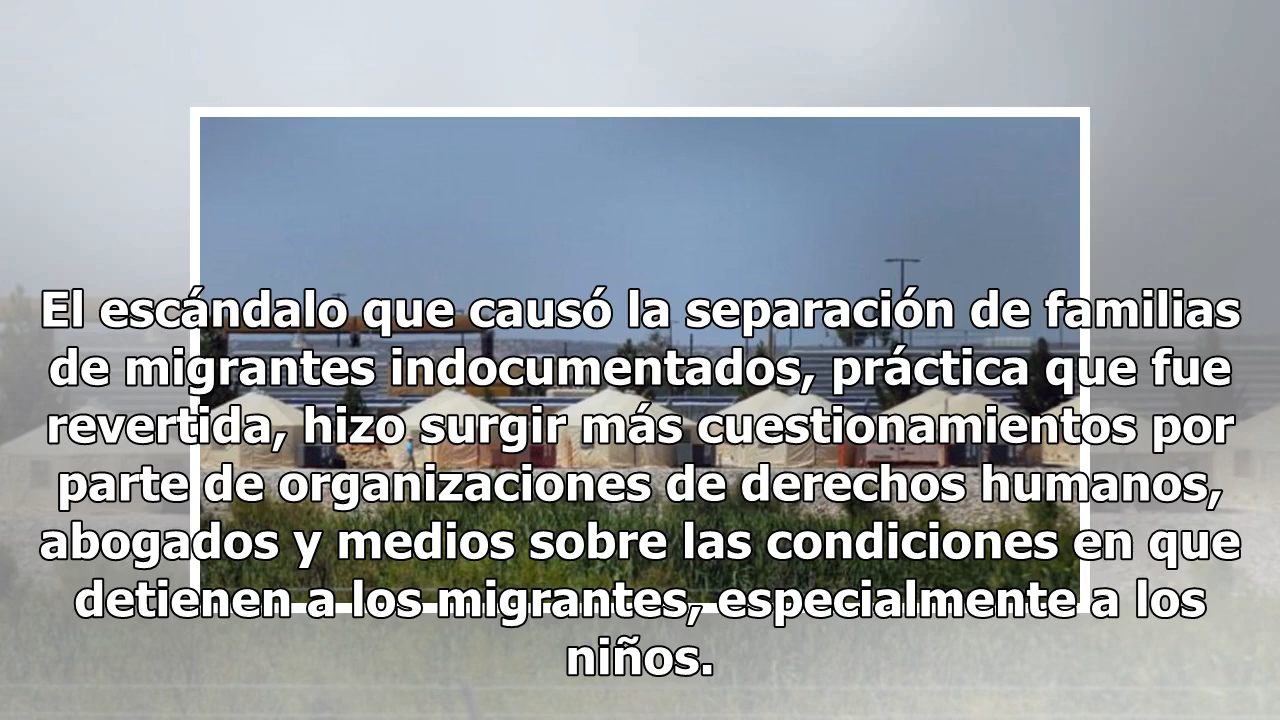 El escándalo que causó la separación de familias
de migrantes indocumentados, práctica que fue
revertida, hizo surgir más cuestionamientos por
parte de organizaciones de derechos humanos,
abogados y medios sobre las condiciones en que
detienen a los migrantes, especialmente a los
niños.